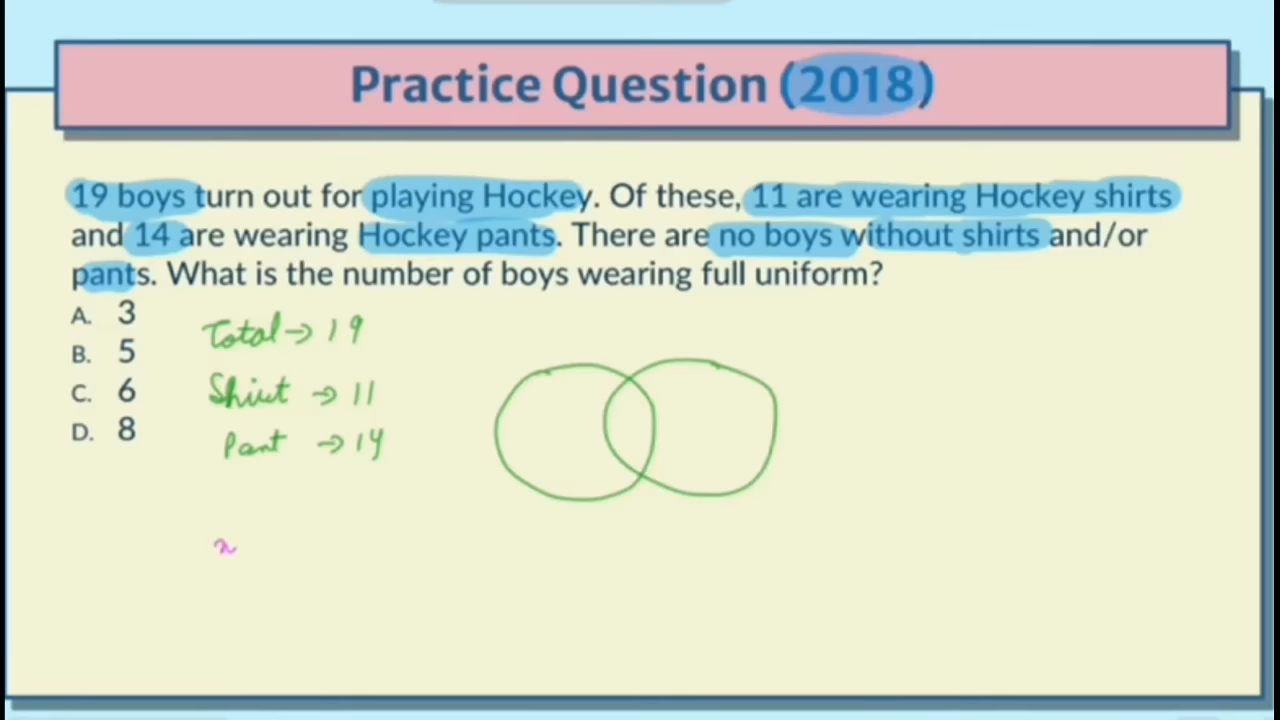 Practice Question (2018)
19 boys turn out for playing Hockey. Of these, 11 are wearing Hockey shirts
and 14 are wearing Hockey pants. There are no boys without shirts and/or
pants. What is the number of boys wearing full uniform?
A. 3
B. 5
C. 6
D. 8
Total → 19
Shirt → 11
Pant → 14
x